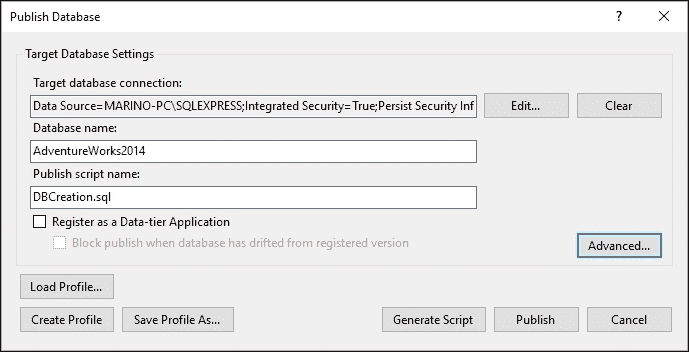 Publish Database
Target Database Settings
Target database connection:
Data Source=MARINO-PC\SQLEXPRESS;Integrated Security=True;Persist Security Inf
Edit...
Clear
Database name:
AdventureWorks2014
Publish script name:
DBCreation.sql
Register as a Data-tier Application
Block publish when database has drifted from registered version
Advanced...
Load Profile...
Create Profile
Save Profile As...
Generate Script
Publish
Cancel